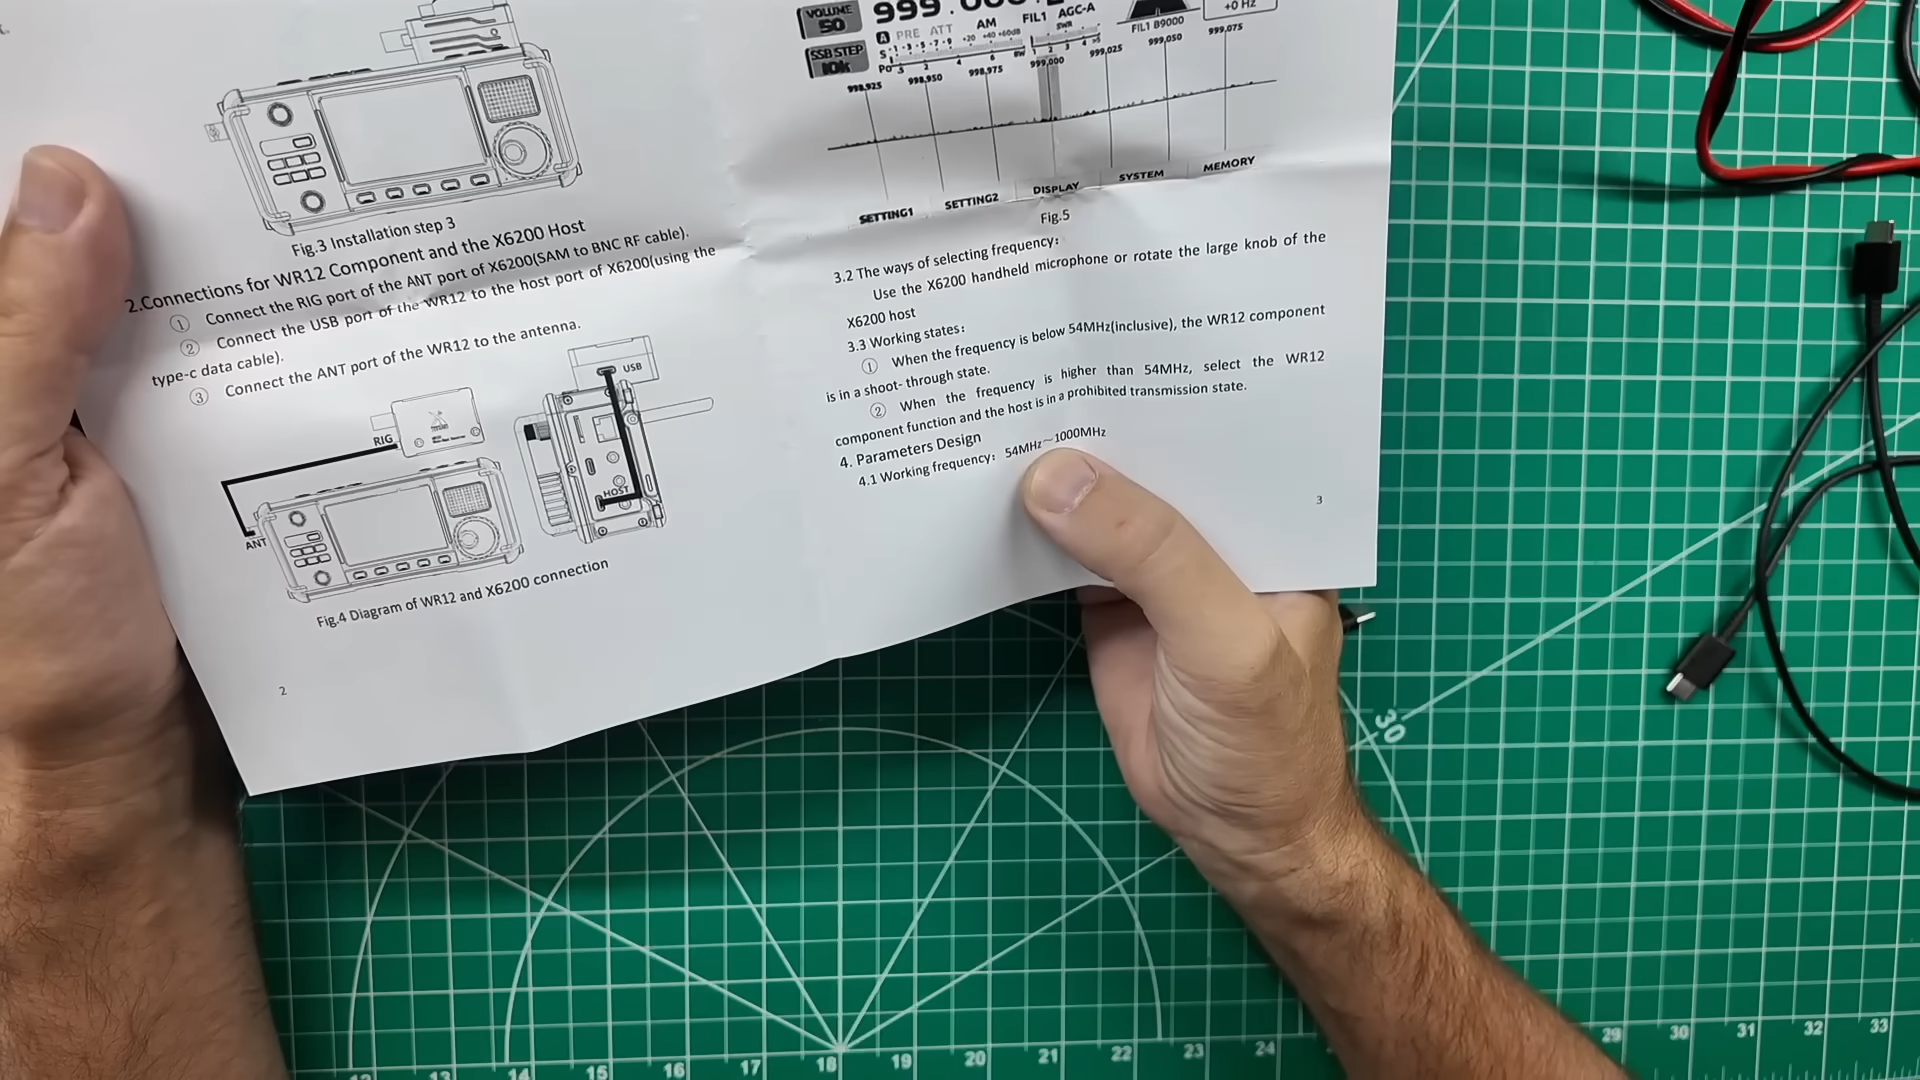 Fig.3 Installation step 3
2.Connections for WR12 Component and the X6200 Host
① Connect the RIG port of the ANT port of X6200(SAM to BNC RF cable).
② Connect the USB port of the WR12 to the host port of X6200(using the
type-c data cable).
③ Connect the ANT port of the WR12 to the antenna.
USB
RIG
HOST
ANT
Fig.4 Diagram of WR12 and X6200 connection
2
VOLUME
50
SSB STEP
10k
A PRE ATT AM FIL1 AGC-A
S 1 3 5 7 9 +20 +40 +60dB
SWR
Po
FIL1 B9000
+0 Hz
998,925 998,950 998,975 999,000 999,025 999,050 999,075
SETTING1 SETTING2 DISPLAY SYSTEM MEMORY
Fig.5
3.2 The ways of selecting frequency:
Use the X6200 handheld microphone or rotate the large knob of the
X6200 host
3.3 Working states:
① When the frequency is below 54MHz(inclusive), the WR12 component
is in a shoot- through state.
② When the frequency is higher than 54MHz, select the WR12
component function and the host is in a prohibited transmission state.
4. Parameters Design
4.1 Working frequency: 54MHz~1000MHz
3
30
14 15 16 17 18 19 20 21 22 23 24 29 30 31 32 33